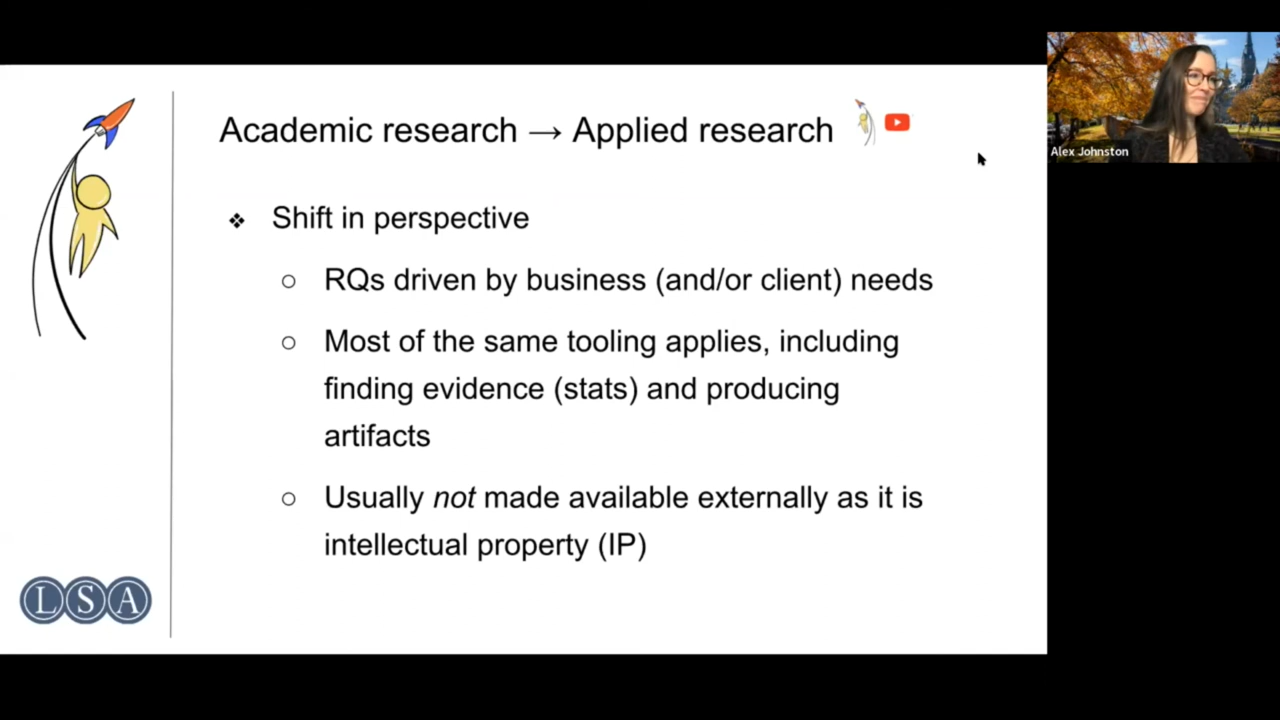 Academic research → Applied research
❖ Shift in perspective
○ RQs driven by business (and/or client) needs
○ Most of the same tooling applies, including
finding evidence (stats) and producing
artifacts
○ Usually not made available externally as it is
intellectual property (IP)
LSA
Alex Johnston